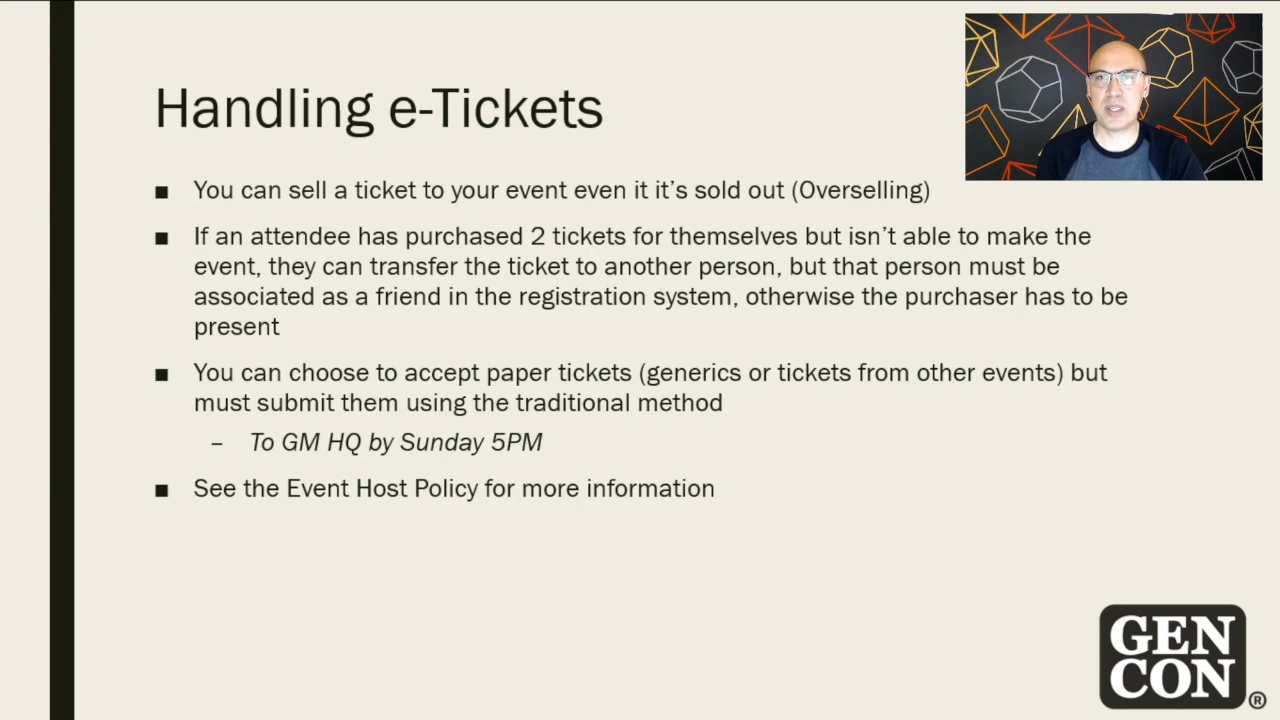 Handling e-Tickets
■ You can sell a ticket to your event even it it’s sold out (Overselling)
■ If an attendee has purchased 2 tickets for themselves but isn’t able to make the
event, they can transfer the ticket to another person, but that person must be
associated as a friend in the registration system, otherwise the purchaser has to be
present
■ You can choose to accept paper tickets (generics or tickets from other events) but
must submit them using the traditional method
– To GM HQ by Sunday 5PM
■ See the Event Host Policy for more information
GEN
CON®